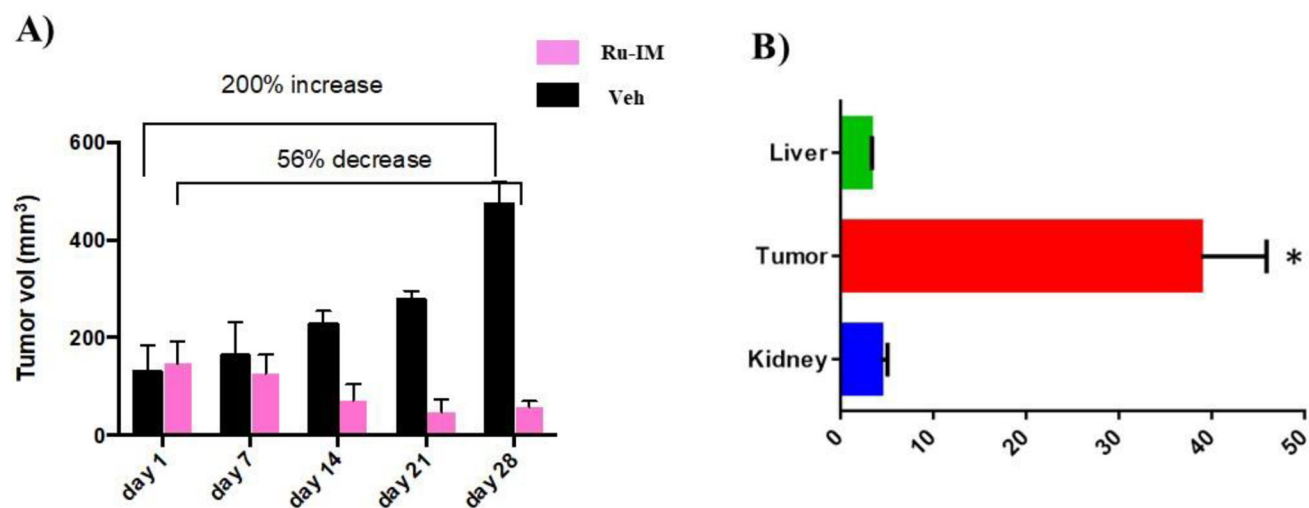 A)
Ru-IM
Veh
200% increase
56% decrease
Tumor vol (mm³)
600
400
200
0
day 1
day 7
day 14
day 21
day 28
B)
Liver
Tumor
*
Kidney
0
10
20
30
40
50